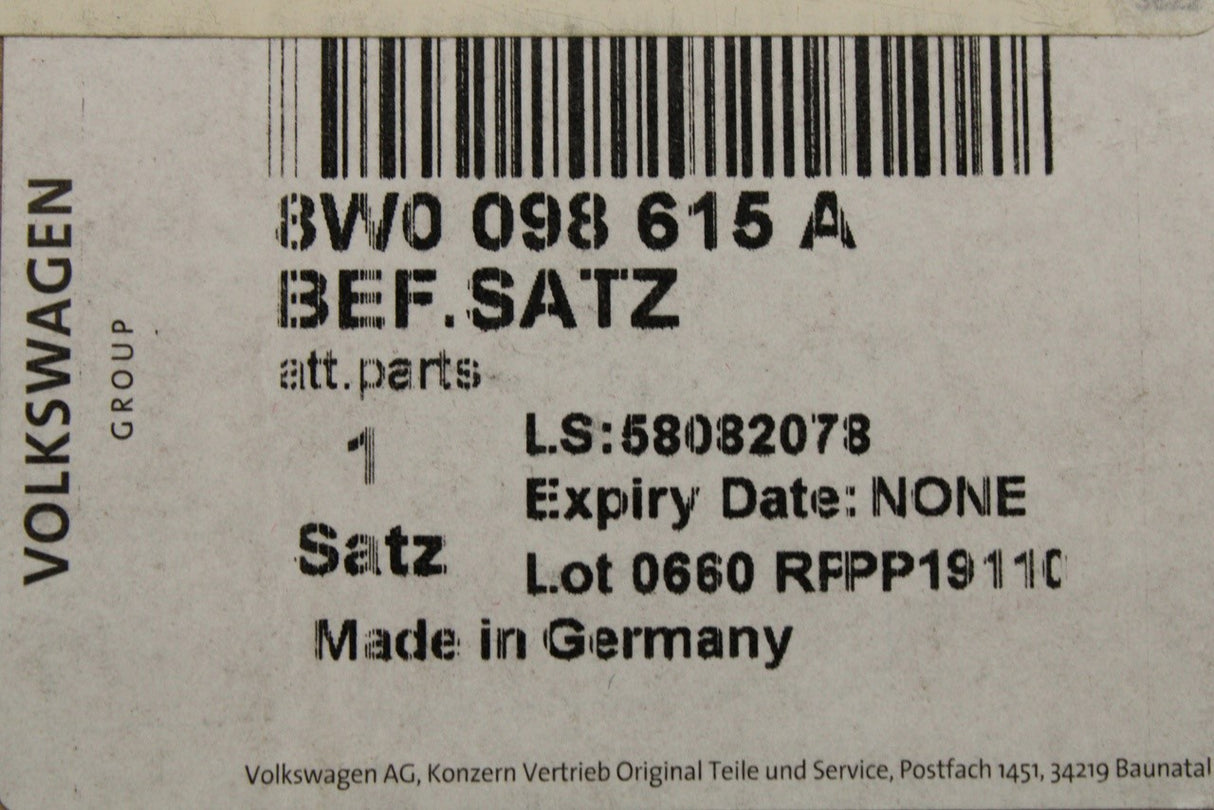 VOLKSWAGEN
GROUP
8W0 098 615 A
BEF.SATZ
att.parts
1
LS:58082078
Expiry Date: NONE
Satz
Lot 0660 RFPP19110
Made in Germany
Volkswagen AG, Konzern Vertrieb Original Teile und Service, Postfach 1451, 34219 Baunatal